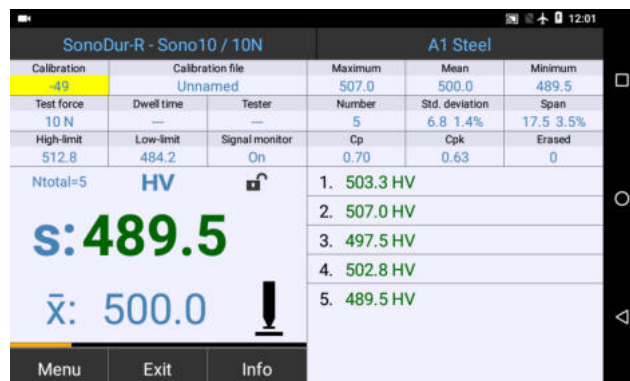 12:01
SonoDur-R - Sono10 / 10N A1 Steel
Calibration Calibration file Maximum Mean Minimum
-49 Unnamed 507.0 500.0 489.5
Test force Dwell time Tester Number Std. deviation Span
10 N --- --- 5 6.8 1.4% 17.5 3.5%
High-limit Low-limit Signal monitor Cp Cpk Erased
512.8 484.2 On 0.70 0.63 0
Ntotal=5 HV
s: 489.5
x̄: 500.0
1. 503.3 HV
2. 507.0 HV
3. 497.5 HV
4. 502.8 HV
5. 489.5 HV
Menu Exit Info